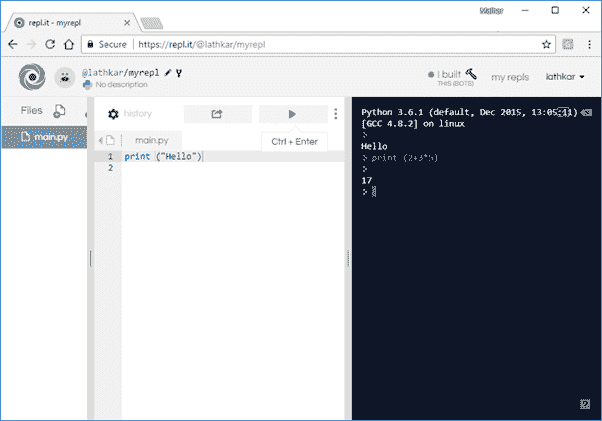 Mathar
repl.it - myrepl
Secure https://repl.it/@lathkar/myrepl
@lathkar/myrepl
No description
I built
THIS (BOTS)
my repls
lathkar
Files
main.py
history
main.py
Ctrl + Enter
1 print ("Hello")
2
Python 3.6.1 (default, Dec 2015, 13:05:11)
[GCC 4.8.2] on linux
Hello
print (2+3*5)
17